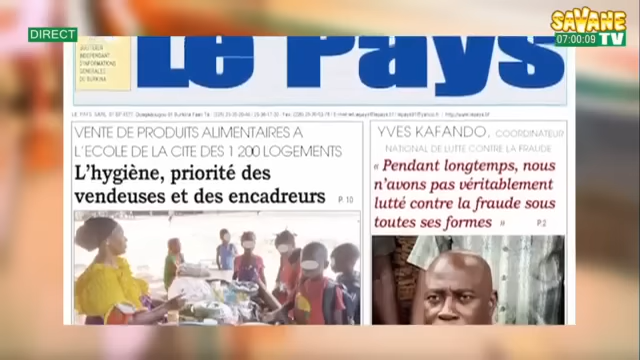 DIRECT
SAVANE
TV
07:00:09
Le Pays
QUOTIDIEN
INDEPENDANT
D'INFORMATIONS
GENERALES
DU BURKINA
VENTE DE PRODUITS ALIMENTAIRES A
L'ECOLE DE LA CITE DES 1 200 LOGEMENTS
L'hygiène, priorité des
vendeuses et des encadreurs P. 10
YVES KAFANDO, COORDINATEUR
NATIONAL DE LUTTE CONTRE LA FRAUDE
« Pendant longtemps, nous
n'avons pas véritablement
lutté contre la fraude sous
toutes ses formes » P.2